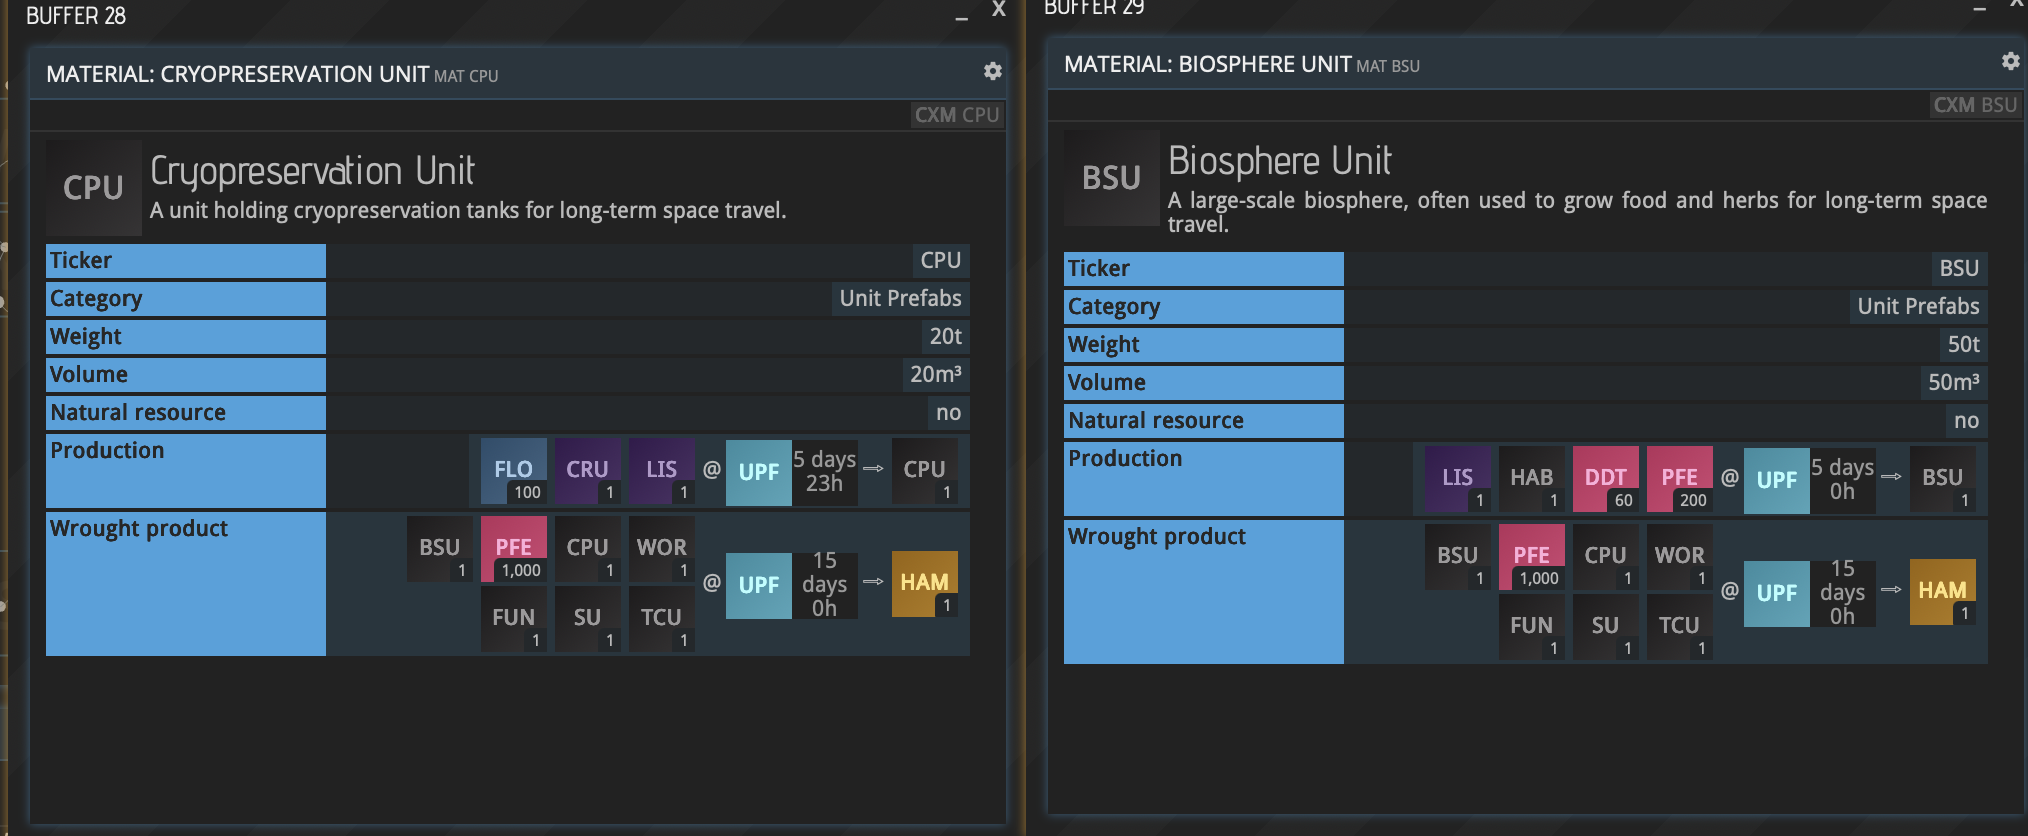 BUFFER 28
_ X
MATERIAL: CRYOPRESERVATION UNIT MAT CPU
CXM CPU
CPU
Cryopreservation Unit
A unit holding cryopreservation tanks for long-term space travel.
Ticker CPU
Category Unit Prefabs
Weight 20t
Volume 20m³
Natural resource no
Production FLO 100 CRU 1 LIS 1 @ UPF 5 days 23h ⇒ CPU 1
Wrought product BSU 1 PFE 1,000 CPU 1 WOR 1
FUN 1 SU 1 TCU 1 @ UPF 15 days 0h ⇒ HAM 1
BUFFER 29
_ X
MATERIAL: BIOSPHERE UNIT MAT BSU
CXM BSU
BSU
Biosphere Unit
A large-scale biosphere, often used to grow food and herbs for long-term space
travel.
Ticker BSU
Category Unit Prefabs
Weight 50t
Volume 50m³
Natural resource no
Production LIS 1 HAB 1 DDT 60 PFE 200 @ UPF 5 days 0h ⇒ BSU 1
Wrought product BSU 1 PFE 1,000 CPU 1 WOR 1
FUN 1 SU 1 TCU 1 @ UPF 15 days 0h ⇒ HAM 1